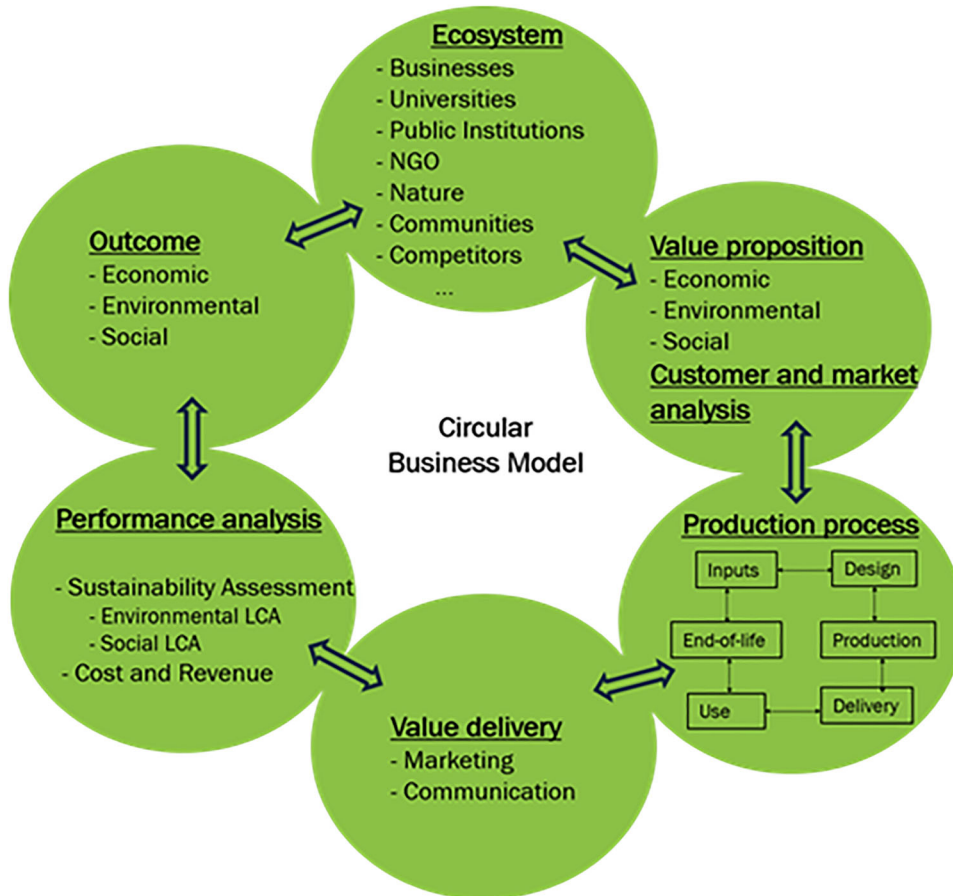 Ecosystem
- Businesses
- Universities
- Public Institutions
- NGO
- Nature
- Communities
- Competitors
...
Value proposition
- Economic
- Environmental
- Social
Customer and market
analysis
Production process
Inputs
Design
End-of-life
Production
Use
Delivery
Value delivery
- Marketing
- Communication
Performance analysis
- Sustainability Assessment
- Environmental LCA
- Social LCA
- Cost and Revenue
Outcome
- Economic
- Environmental
- Social
Circular
Business Model